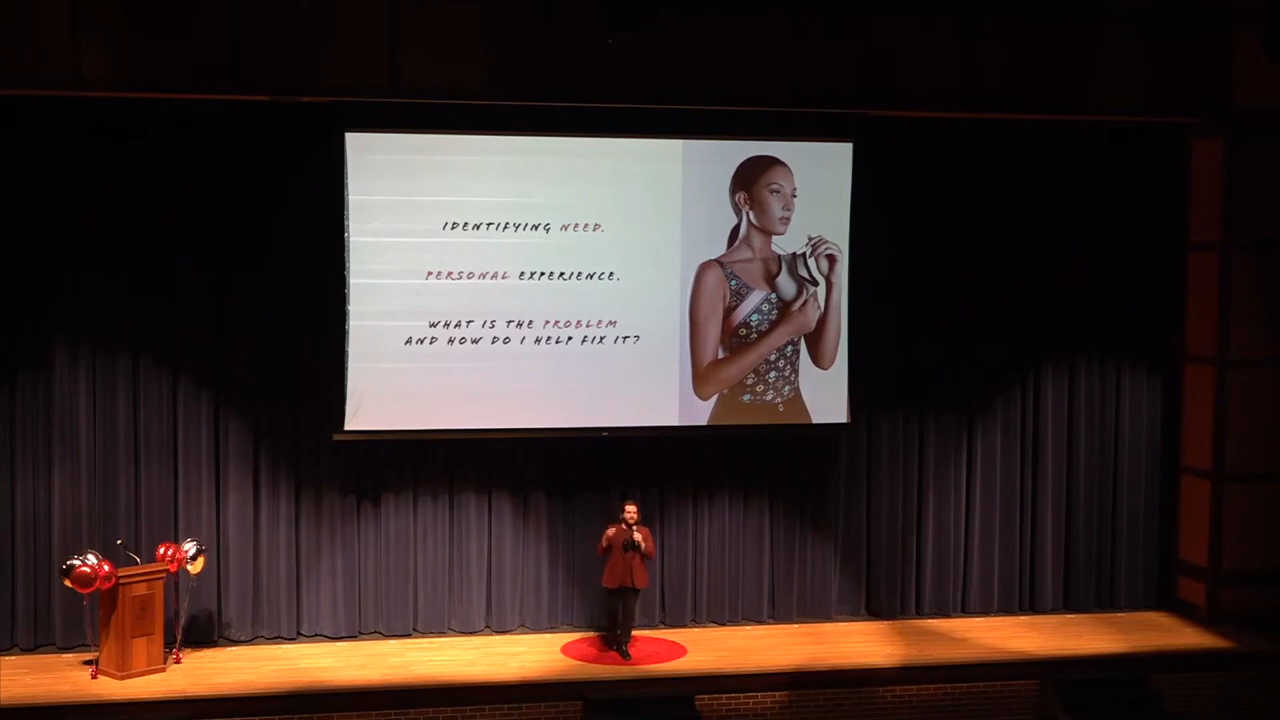 IDENTIFYING NEED.
PERSONAL EXPERIENCE.
WHAT IS THE PROBLEM
AND HOW DO I HELP FIX IT?